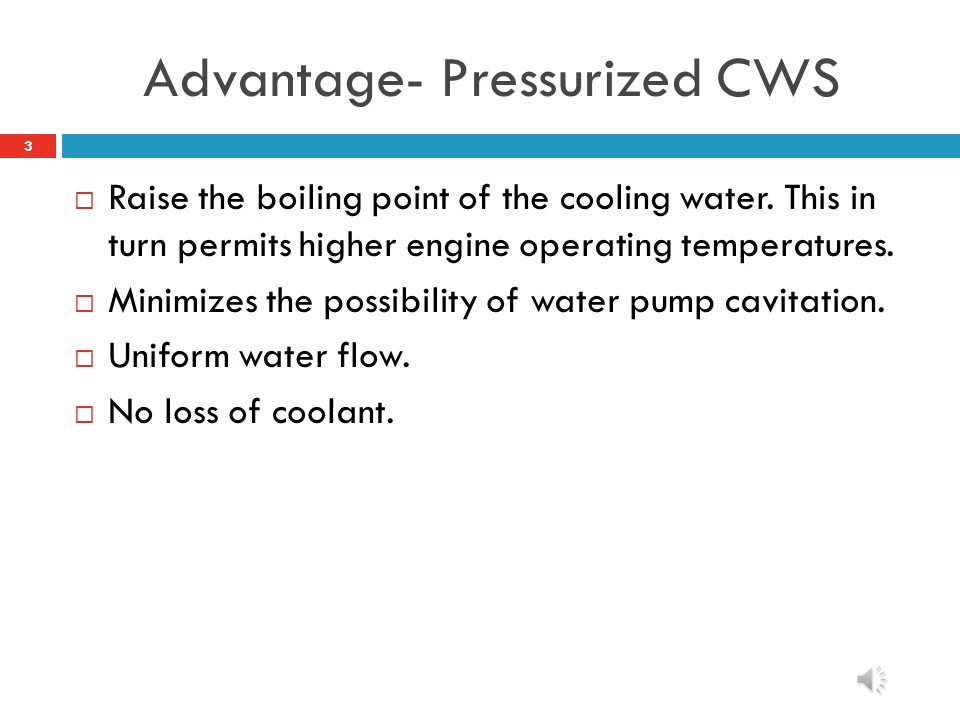 Advantage- Pressurized CWS
3
Raise the boiling point of the cooling water. This in
turn permits higher engine operating temperatures.
Minimizes the possibility of water pump cavitation.
Uniform water flow.
No loss of coolant.